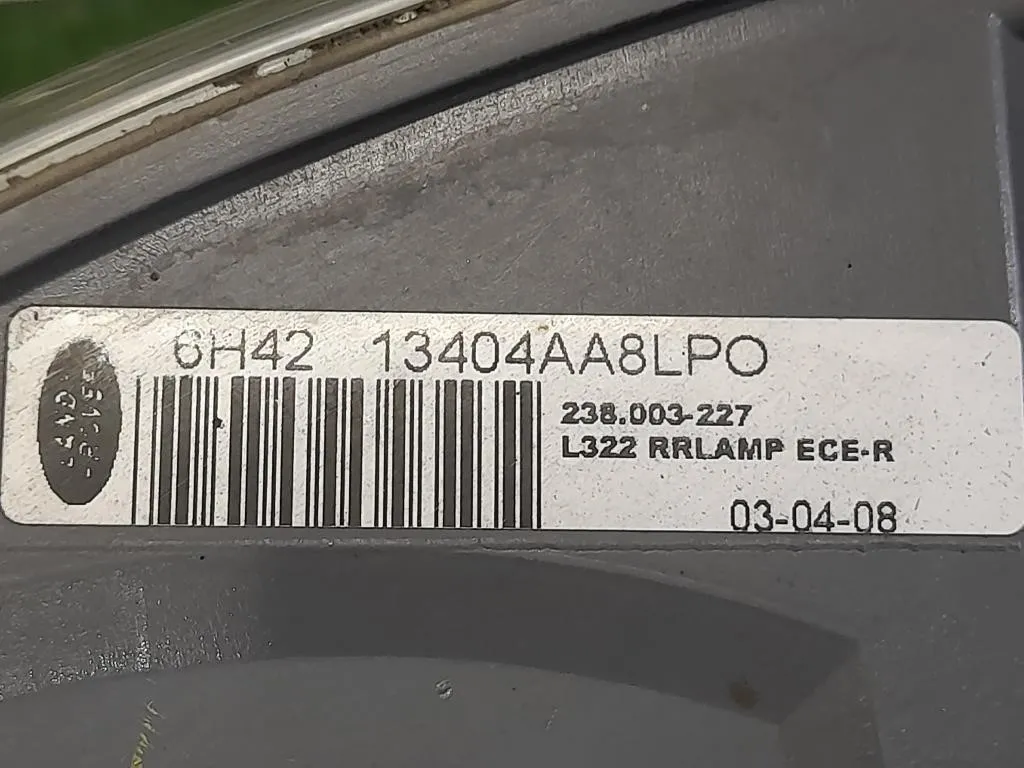 6H42 13404AA8LPO
238.003-227
L322 RRLAMP ECE-R
03-04-08